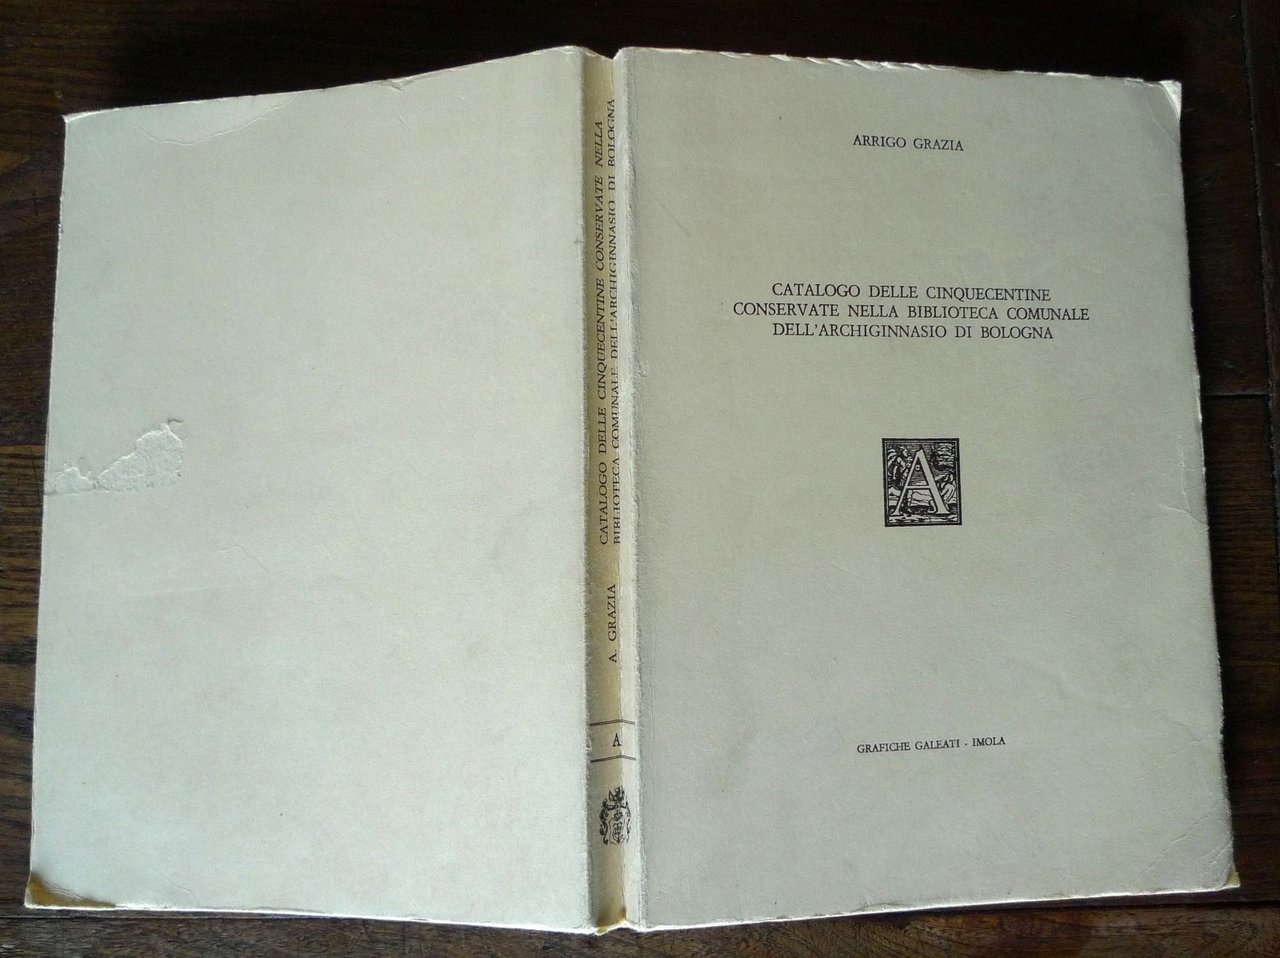 ARRIGO GRAZIA
CATALOGO DELLE CINQUECENTINE
CONSERVATE NELLA BIBLIOTECA COMUNALE
DELL'ARCHIGINNASIO DI BOLOGNA
A
GRAFICHE GALEATI - IMOLA
A. GRAZIA
CATALOGO DELLE CINQUECENTINE CONSERVATE NELLA
BIBLIOTECA COMUNALE DELL'ARCHIGINNASIO DI BOLOGNA
A